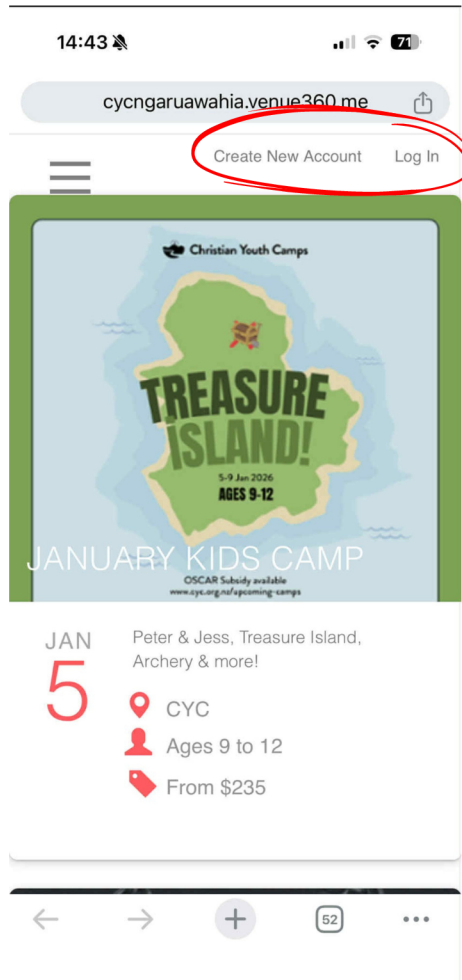 14:43
71
cycngaruawahia.venue360.me
Create New Account Log In
Christian Youth Camps
TREASURE
ISLAND!
5-9 Jan 2026
AGES 9-12
JANUARY KIDS CAMP
OSCAR Subsidy available
www.cyc.org.nz/upcoming-camps
JAN
5
Peter & Jess, Treasure Island,
Archery & more!
CYC
Ages 9 to 12
From $235
52